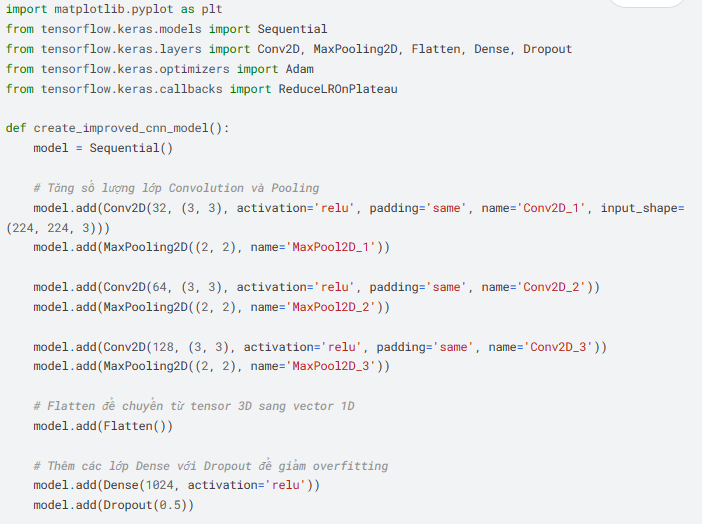 import matplotlib.pyplot as plt
from tensorflow.keras.models import Sequential
from tensorflow.keras.layers import Conv2D, MaxPooling2D, Flatten, Dense, Dropout
from tensorflow.keras.optimizers import Adam
from tensorflow.keras.callbacks import ReduceLROnPlateau

def create_improved_cnn_model():
    model = Sequential()

    # Tăng số lượng lớp Convolution và Pooling
    model.add(Conv2D(32, (3, 3), activation='relu', padding='same', name='Conv2D_1', input_shape=
(224, 224, 3)))
    model.add(MaxPooling2D((2, 2), name='MaxPool2D_1'))

    model.add(Conv2D(64, (3, 3), activation='relu', padding='same', name='Conv2D_2'))
    model.add(MaxPooling2D((2, 2), name='MaxPool2D_2'))

    model.add(Conv2D(128, (3, 3), activation='relu', padding='same', name='Conv2D_3'))
    model.add(MaxPooling2D((2, 2), name='MaxPool2D_3'))

    # Flatten để chuyển từ tensor 3D sang vector 1D
    model.add(Flatten())

    # Thêm các lớp Dense với Dropout để giảm overfitting
    model.add(Dense(1024, activation='relu'))
    model.add(Dropout(0.5))